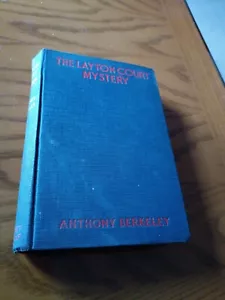 THE LAYTON COURT
MYSTERY
ANTHONY BERKELEY